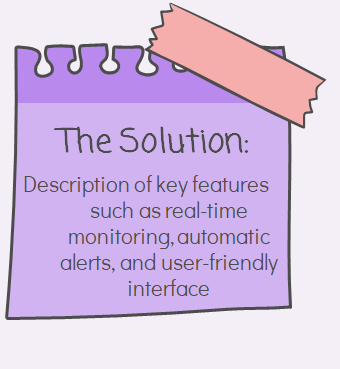 The Solution:
Description of key features
such as real-time
monitoring, automatic
alerts, and user-friendly
interface